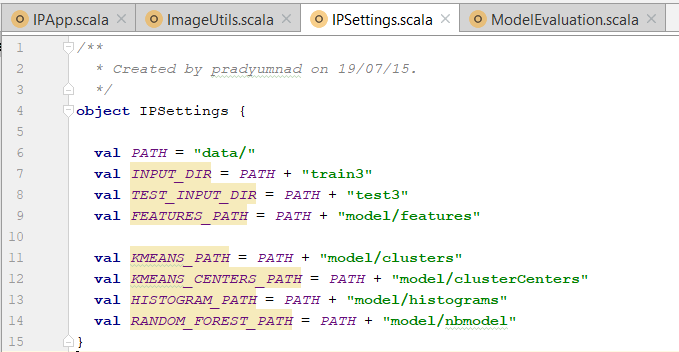 IPApp.scala ImageUtils.scala IPSettings.scala ModelEvaluation.scala
1 /**
2 * Created by pradyumnad on 19/07/15.
3 */
4 object IPSettings {
5
6 val PATH = "data/"
7 val INPUT_DIR = PATH + "train3"
8 val TEST_INPUT_DIR = PATH + "test3"
9 val FEATURES_PATH = PATH + "model/features"
10
11 val KMEANS_PATH = PATH + "model/clusters"
12 val KMEANS_CENTERS_PATH = PATH + "model/clusterCenters"
13 val HISTOGRAM_PATH = PATH + "model/histograms"
14 val RANDOM_FOREST_PATH = PATH + "model/nbmodel"
15 }